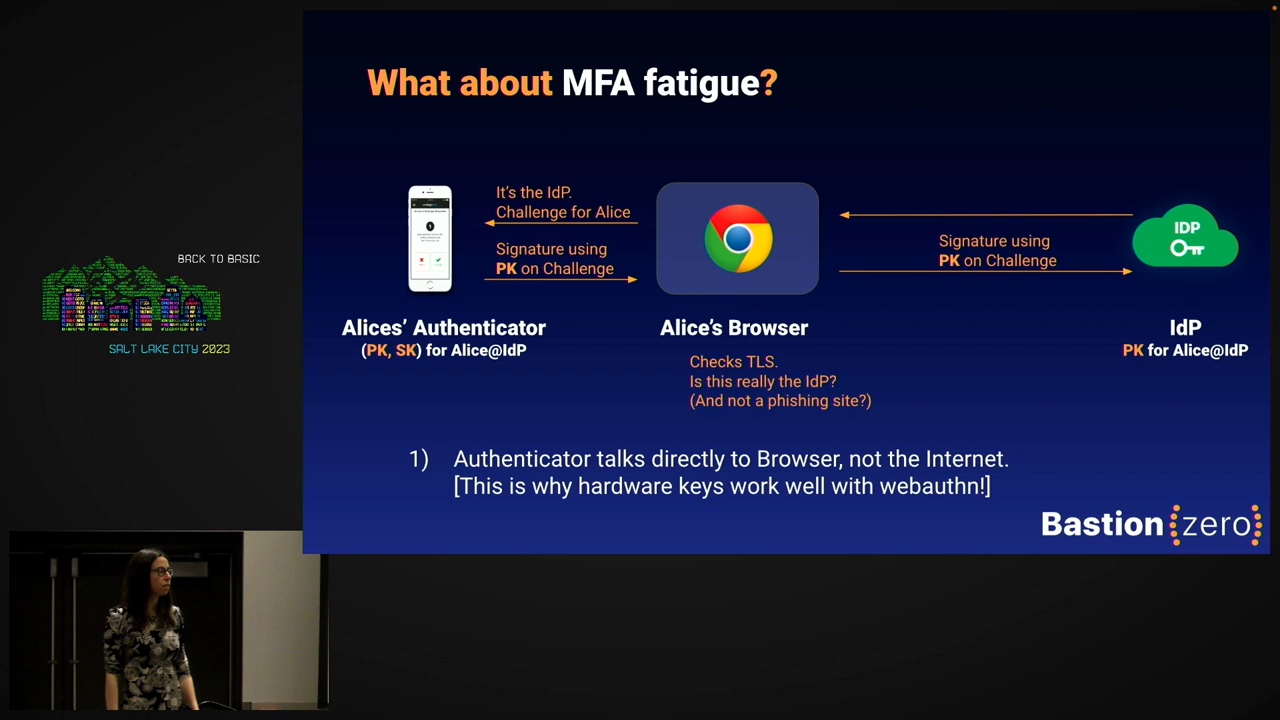 What about MFA fatigue?
It's the IdP.
Challenge for Alice
Signature using
PK on Challenge
Signature using
PK on Challenge
IDP
Alices' Authenticator
(PK, SK) for Alice@IdP
Alice's Browser
IdP
PK for Alice@IdP
Checks TLS.
Is this really the IdP?
(And not a phishing site?)
1) Authenticator talks directly to Browser, not the Internet.
[This is why hardware keys work well with webauthn!]
Bastion{zero}
BACK TO BASIC
SALT LAKE CITY 2023